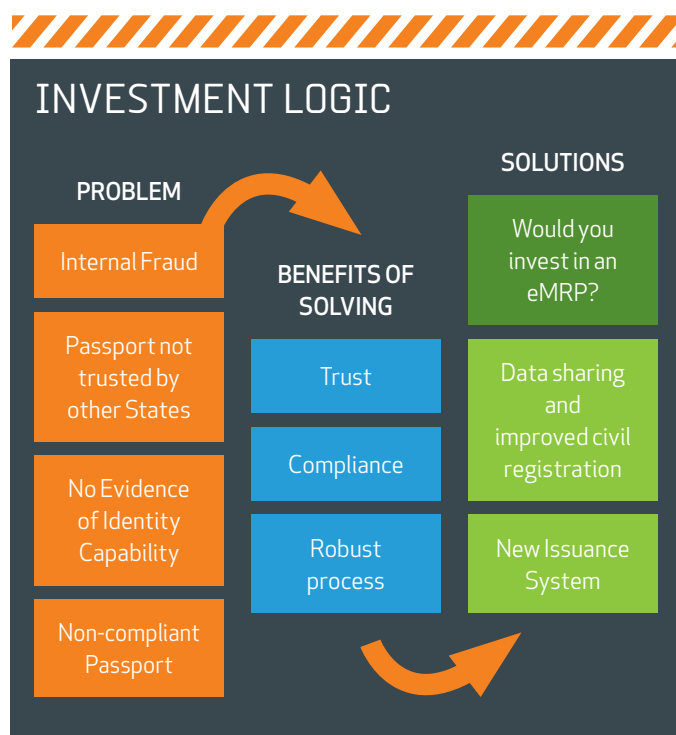 INVESTMENT LOGIC
PROBLEM
Internal Fraud
Passport not
trusted by
other States
No Evidence
of Identity
Capability
Non-compliant
Passport
BENEFITS OF
SOLVING
Trust
Compliance
Robust
process
SOLUTIONS
Would you
invest in an
eMRP?
Data sharing
and
improved civil
registration
New Issuance
System